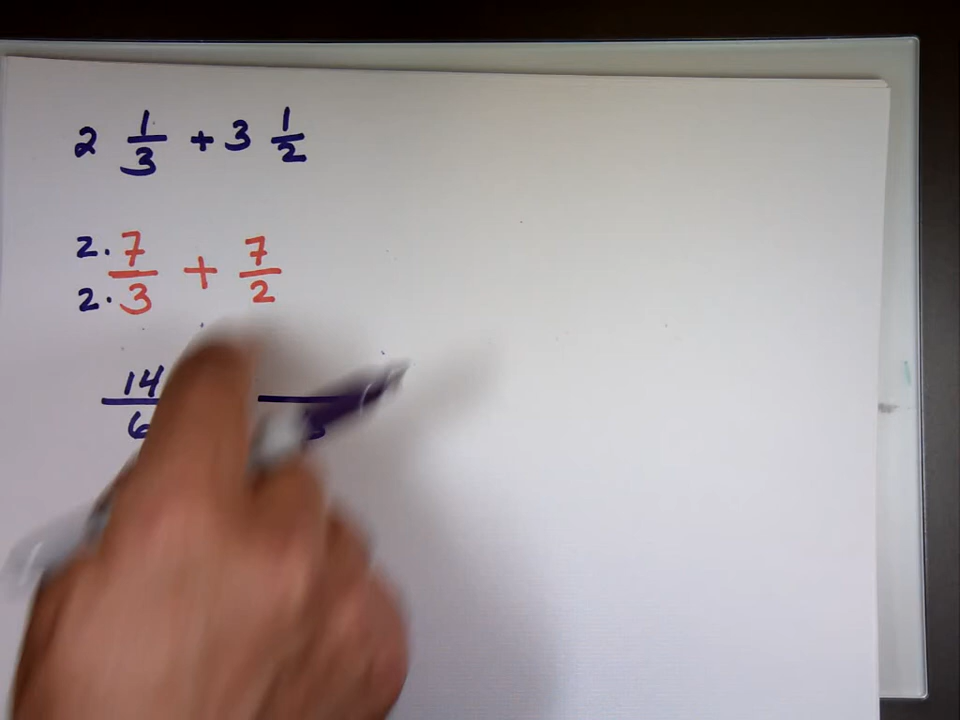 2 1/3 + 3 1/2
2· 7/3 + 7/2
2·
14/6